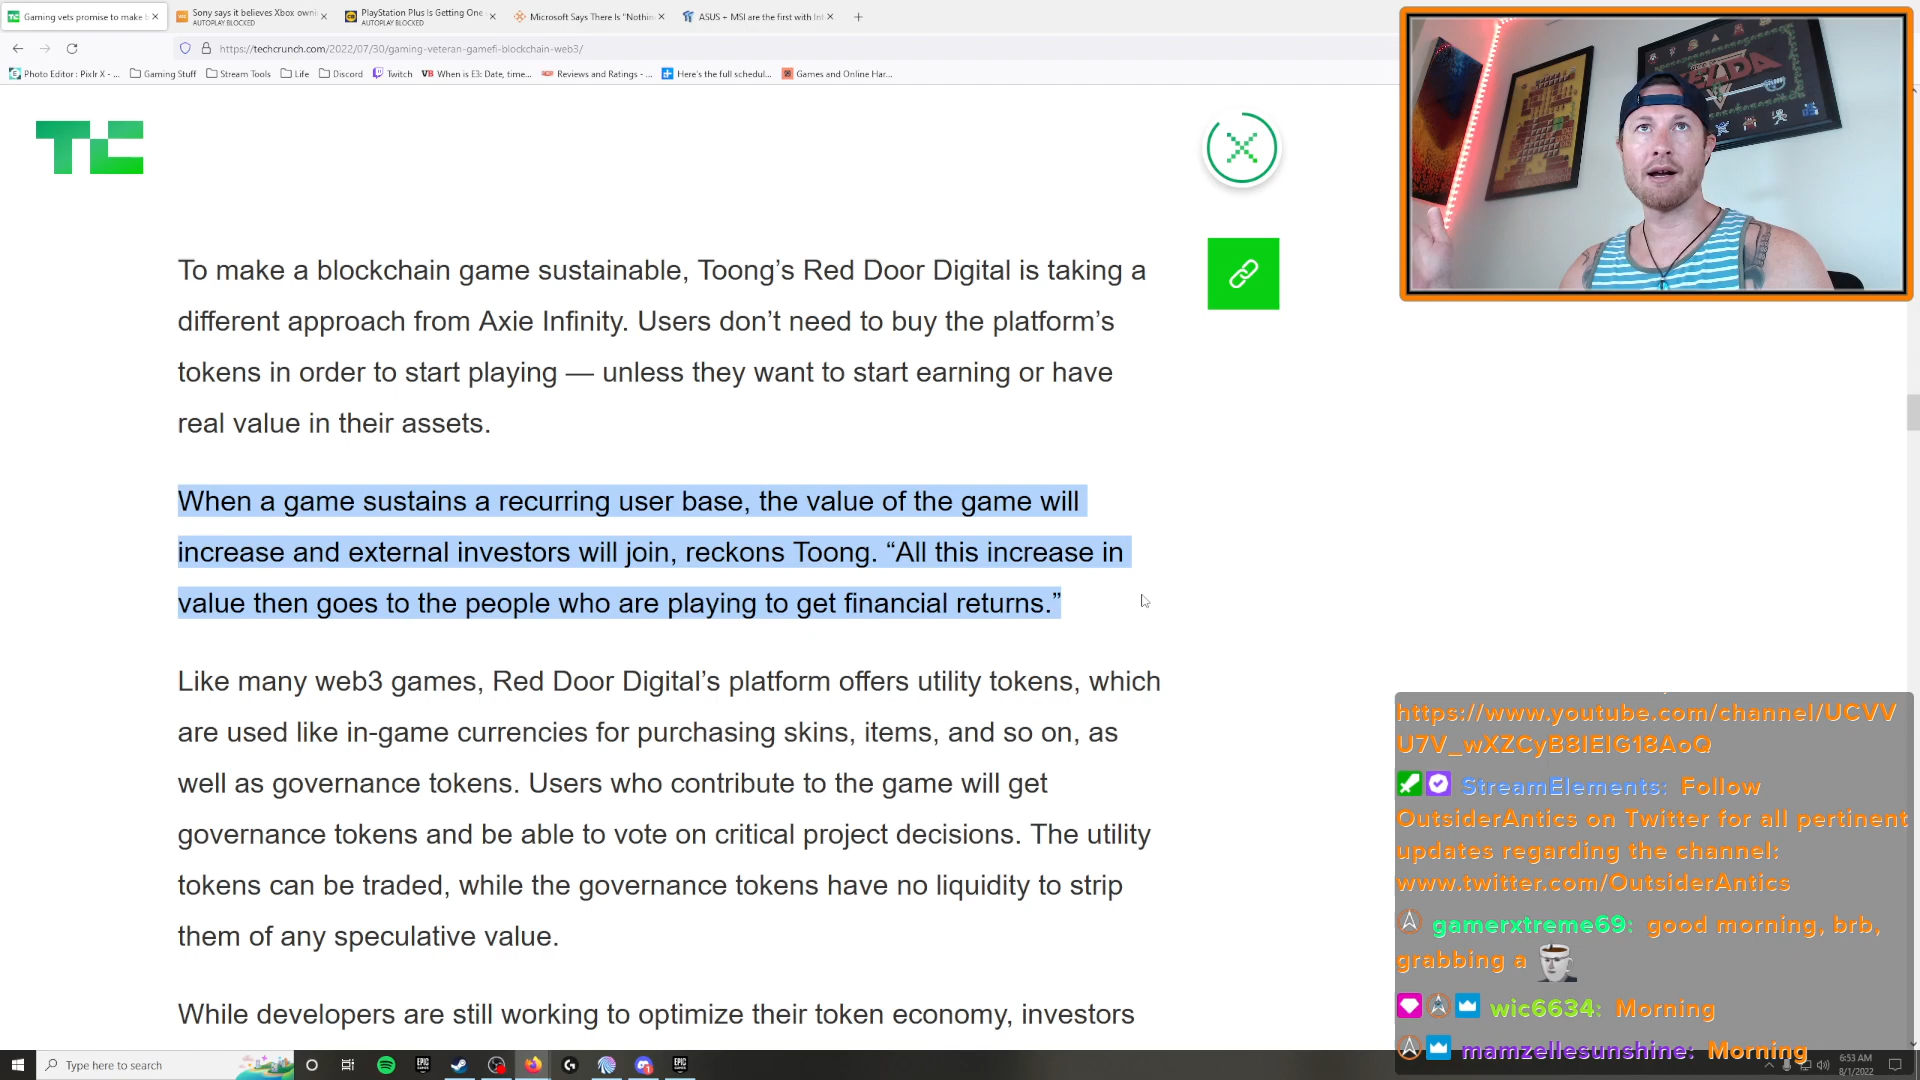 Gaming vets promise to make b
Sony says it believes Xbox owni
AUTOPLAY BLOCKED
PlayStation Plus Is Getting One
AUTOPLAY BLOCKED
Microsoft Says There Is "Nothin
ASUS + MSI are the first with Int
https://techcrunch.com/2022/07/30/gaming-veteran-gamefi-blockchain-web3/
Photo Editor : Pixlr X - ...
Gaming Stuff
Stream Tools
Life
Discord
Twitch
VB When is E3: Date, time...
Reviews and Ratings - ...
Here's the full schedul...
Games and Online Har...
TC
ZELDA
To make a blockchain game sustainable, Toong’s Red Door Digital is taking a
different approach from Axie Infinity. Users don’t need to buy the platform’s
tokens in order to start playing — unless they want to start earning or have
real value in their assets.
When a game sustains a recurring user base, the value of the game will
increase and external investors will join, reckons Toong. “All this increase in
value then goes to the people who are playing to get financial returns.”
Like many web3 games, Red Door Digital’s platform offers utility tokens, which
are used like in-game currencies for purchasing skins, items, and so on, as
well as governance tokens. Users who contribute to the game will get
governance tokens and be able to vote on critical project decisions. The utility
tokens can be traded, while the governance tokens have no liquidity to strip
them of any speculative value.
While developers are still working to optimize their token economy, investors
https://www.youtube.com/channel/UCVV
U7V_wXZCyB8IEIG18AoQ
StreamElements: Follow
OutsiderAntics on Twitter for all pertinent
updates regarding the channel:
www.twitter.com/OutsiderAntics
gamerxtreme69: good morning, brb,
grabbing a
wic6634: Morning
mamzellesunshine: Morning
Type here to search
EPIC GAMES
EPIC GAMES
6:53 AM
8/1/2022